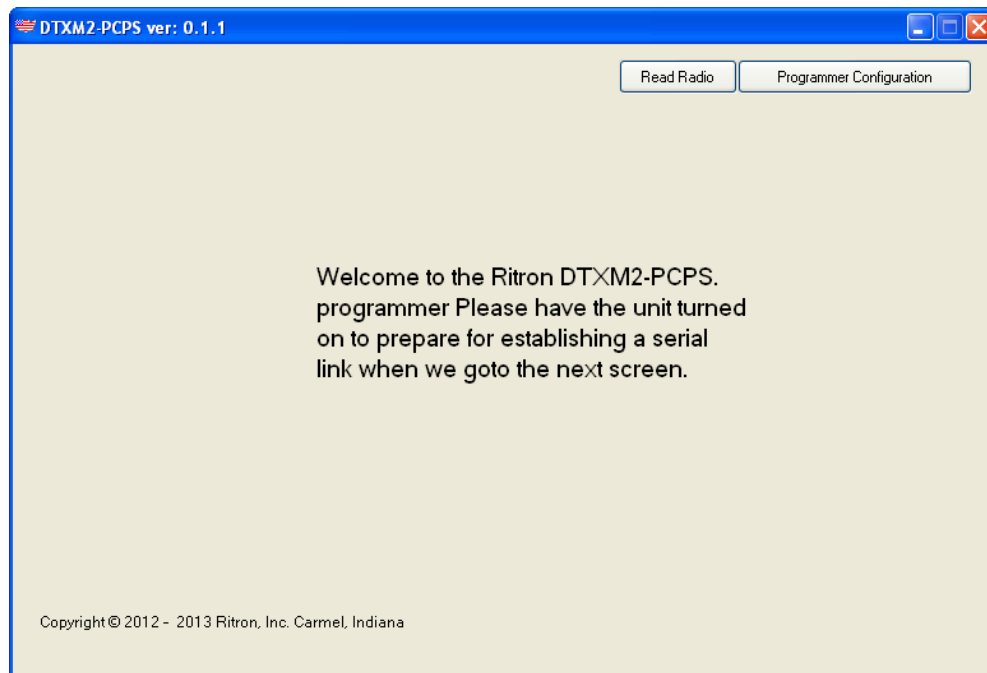 DTXM2-PCPS ver: 0.1.1
Read Radio
Programmer Configuration
Welcome to the Ritron DTXM2-PCPS.
programmer Please have the unit turned
on to prepare for establishing a serial
link when we goto the next screen.
Copyright © 2012 - 2013 Ritron, Inc. Carmel, Indiana